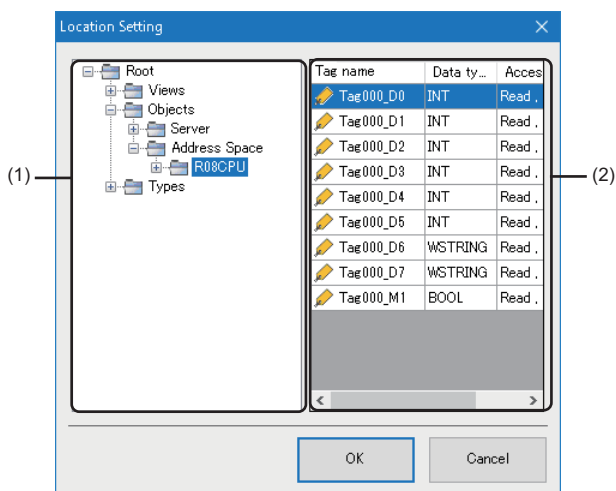 Location Setting
Root
Views
Objects
Server
Address Space
R08CPU
Types
(1)
Tag name Data ty... Acces
Tag000_D0 INT Read ,
Tag000_D1 INT Read ,
Tag000_D2 INT Read ,
Tag000_D3 INT Read ,
Tag000_D4 INT Read ,
Tag000_D5 INT Read ,
Tag000_D6 WSTRING Read ,
Tag000_D7 WSTRING Read ,
Tag000_M1 BOOL Read ,
(2)
OK Cancel